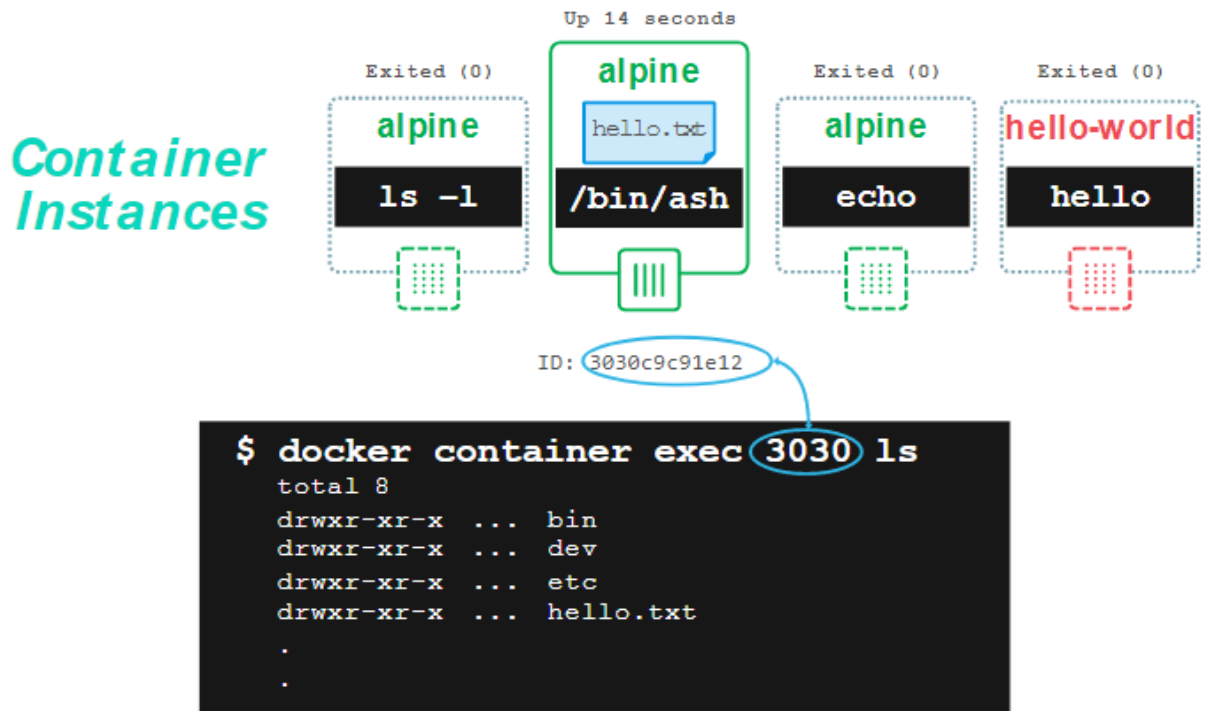 Up 14 seconds
Exited (0)
alpine
Exited (0)
Exited (0)
alpine
hello.txt
alpine
hello-world
Container
Instances
ls –l
/bin/ash
echo
hello
ID: 3030c9c91e12
$ docker container exec 3030 ls
total 8
drwxr-xr-x ... bin
drwxr-xr-x ... dev
drwxr-xr-x ... etc
drwxr-xr-x ... hello.txt
.
.